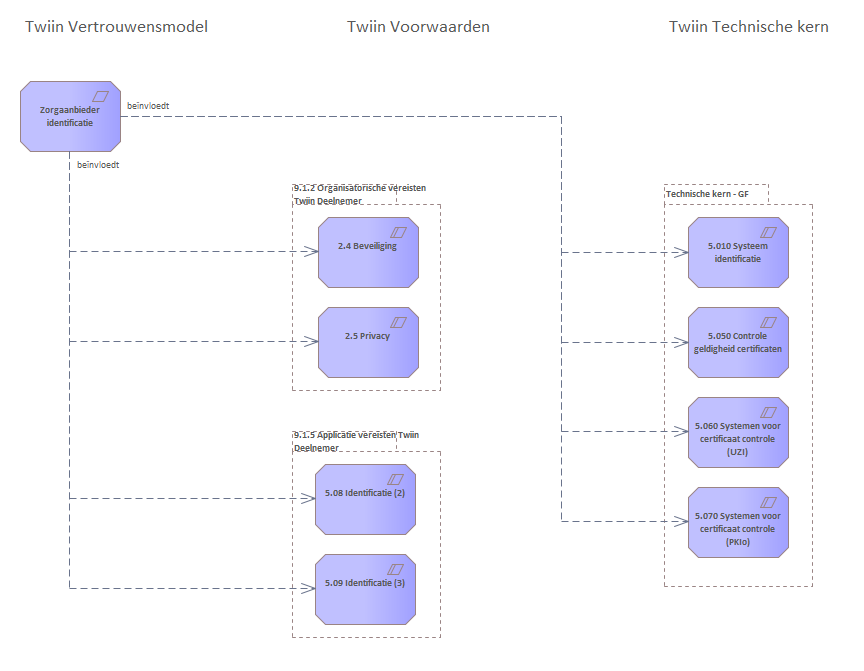 Twiin Vertrouwensmodel
Twiin Voorwaarden
Twiin Technische kern
Zorgaanbieder
identificatie
beïnvloedt
beïnvloedt
9.1.2 Organisatorische vereisten
Twiin Deelnemer
2.4 Beveiliging
2.5 Privacy
9.1.5 Applicatie vereisten Twiin
Deelnemer
5.08 Identificatie (2)
5.09 Identificatie (3)
Technische kern - GF
5.010 Systeem
identificatie
5.050 Controle
geldigheid certificaten
5.060 Systemen voor
certificaat controle
(UZI)
5.070 Systemen voor
certificaat controle
(PKIo)